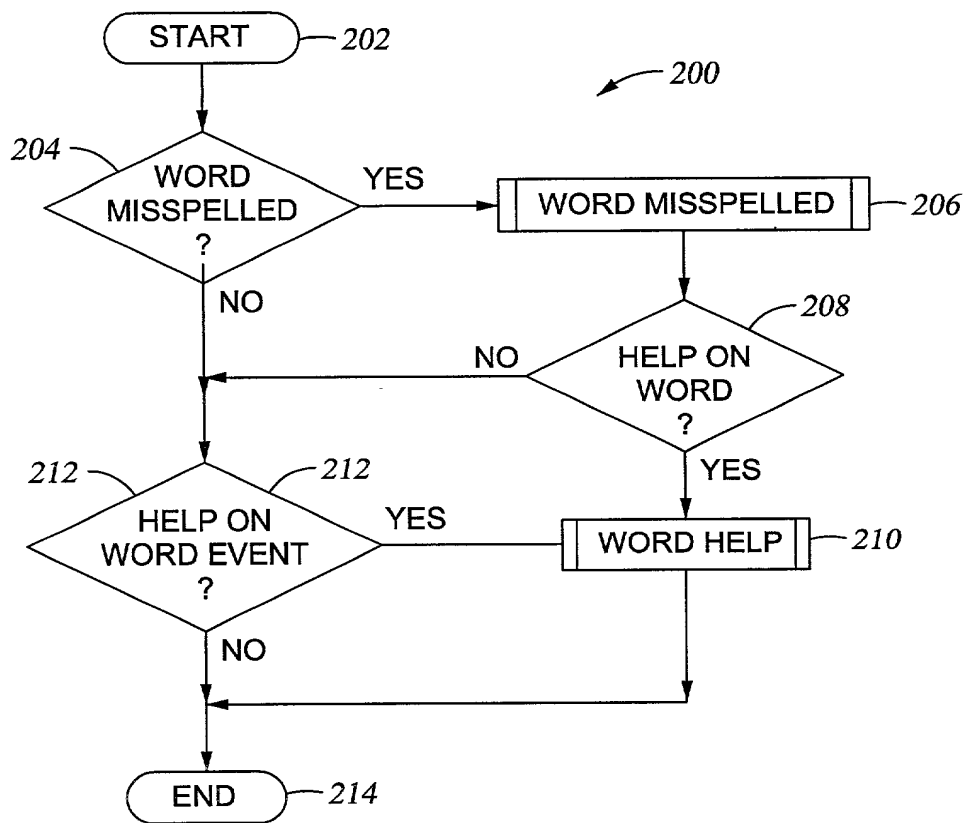 START
202
200
204
WORD
MISSPELLED
?
YES
WORD MISSPELLED
206
NO
208
HELP ON
WORD
?
NO
YES
212
212
HELP ON
WORD EVENT
?
YES
WORD HELP
210
NO
END
214